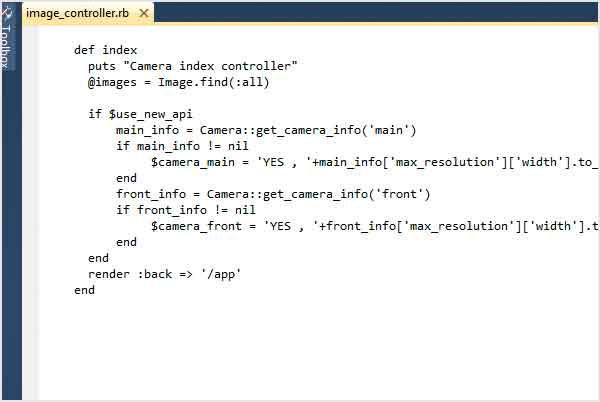 image_controller.rb
Toolbox
def index
  puts "Camera index controller"
  @images = Image.find(:all)

  if $use_new_api
      main_info = Camera::get_camera_info('main')
      if main_info != nil
           $camera_main = 'YES , '+main_info['max_resolution']['width'].to_
      end
      front_info = Camera::get_camera_info('front')
      if front_info != nil
           $camera_front = 'YES , '+front_info['max_resolution']['width'].t
      end
  end
  render :back => '/app'
end